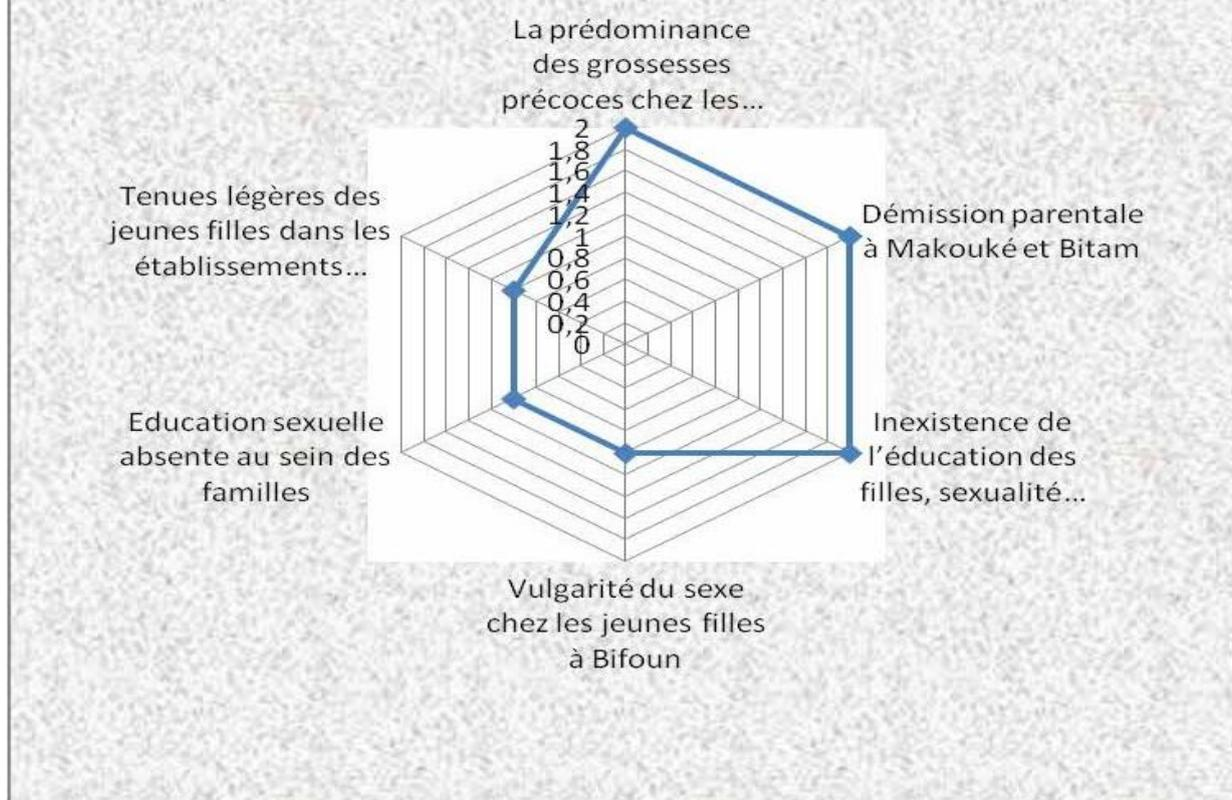 La prédominance
des grossesses
précoces chez les...
2
1,8
1,6
1,4
1,2
1
0,8
0,6
0,4
0,2
0
Démission parentale
à Makouké et Bitam
Inexistence de
l’éducation des
filles, sexualité...
Vulgarité du sexe
chez les jeunes filles
à Bifoun
Education sexuelle
absente au sein des
familles
Tenues légères des
jeunes filles dans les
établissements...